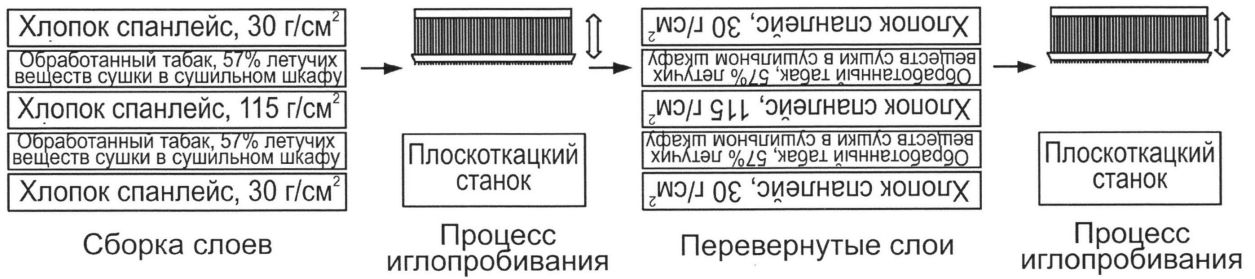 Хлопок спанлейс, 30 г/см²
Обработанный табак, 57% летучих
веществ сушки в сушильном шкафу
Хлопок спанлейс, 115 г/см²
Обработанный табак, 57% летучих
веществ сушки в сушильном шкафу
Хлопок спанлейс, 30 г/см²
Сборка слоев
Плоскоткацкий
станок
Процесс
иглопробивания
Хлопок спанлейс, 30 г/см²
Обработанный табак, 57% летучих
веществ сушки в сушильном шкафу
Хлопок спанлейс, 115 г/см²
Обработанный табак, 57% летучих
веществ сушки в сушильном шкафу
Хлопок спанлейс, 30 г/см²
Перевернутые слои
Плоскоткацкий
станок
Процесс
иглопробивания